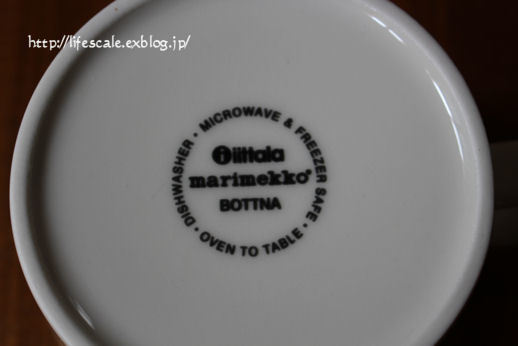 http://lifescale.exblog.jp/
DISHWASHER • MICROWAVE & FREEZER SAFE • OVEN TO TABLE •
iittala
marimekko®
BOTTNA